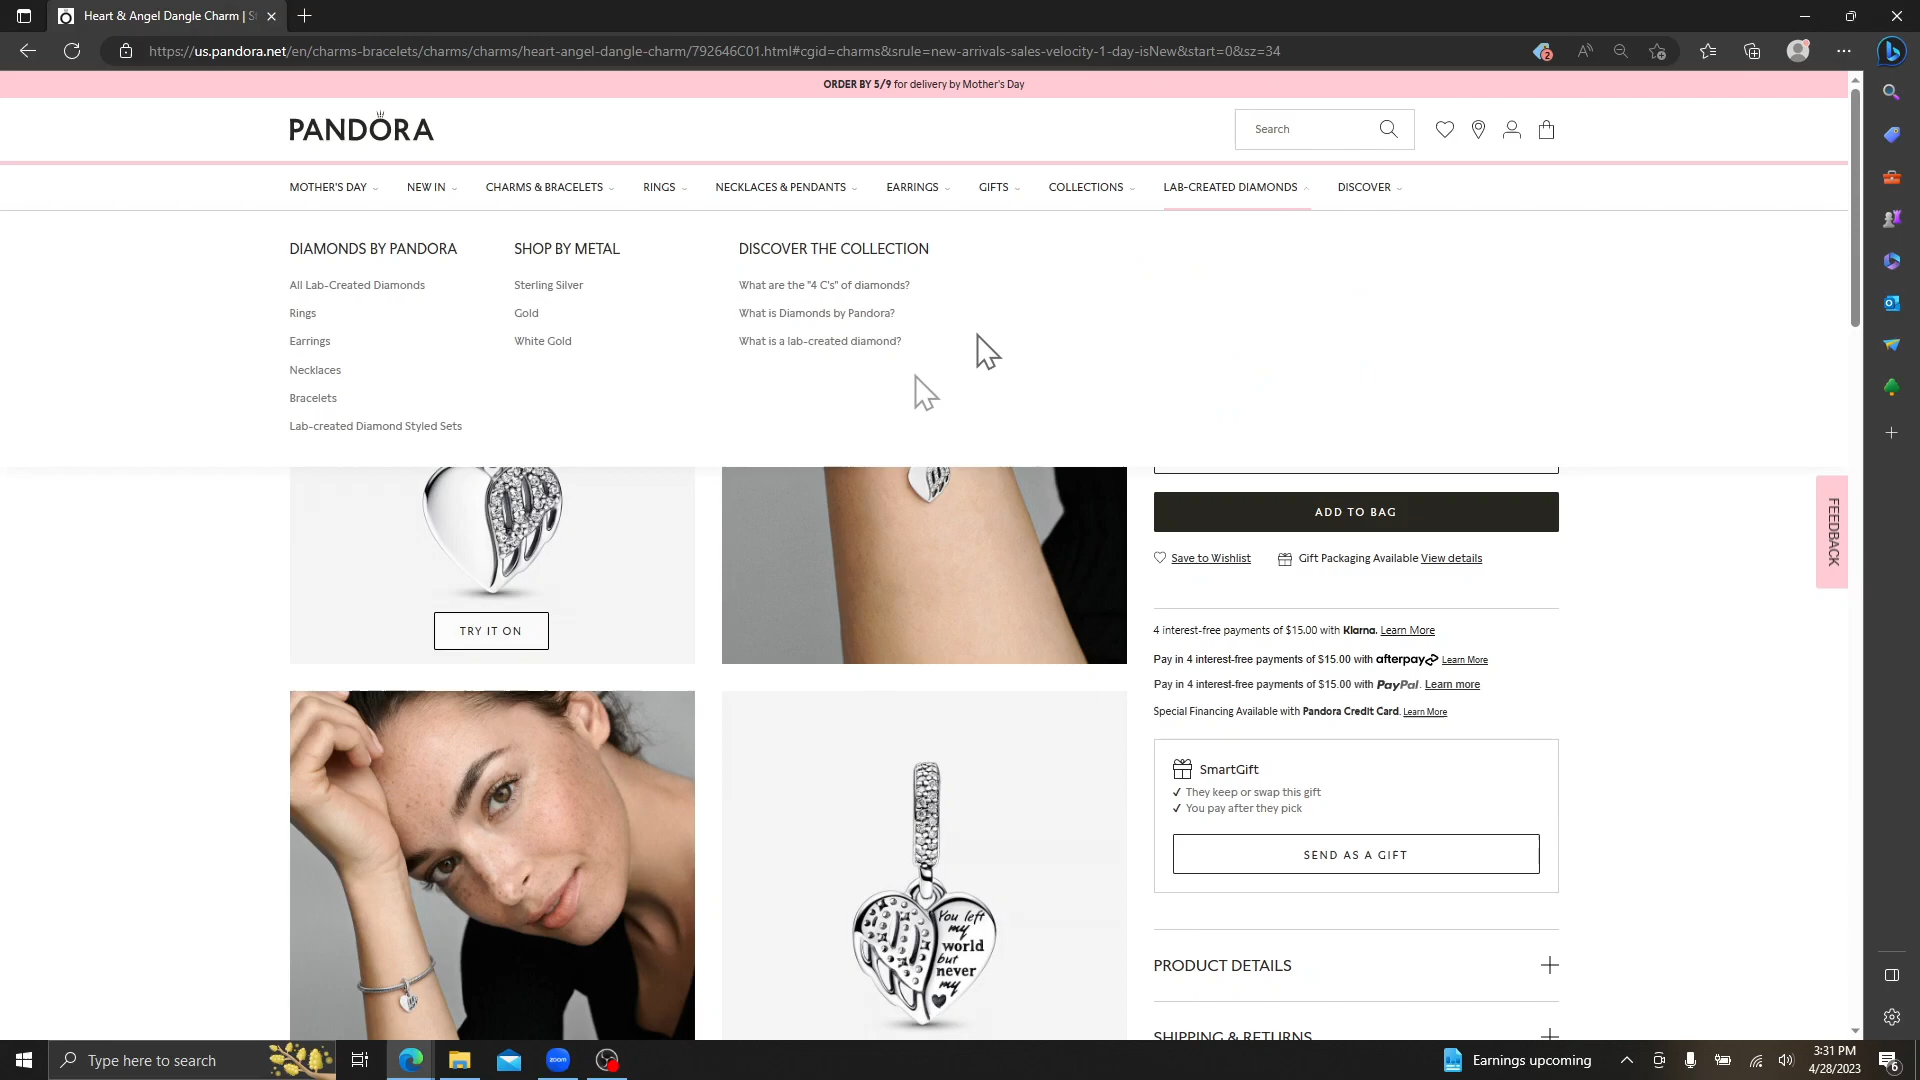 Heart & Angel Dangle Charm | S
https://us.pandora.net/en/charms-bracelets/charms/charms/heart-angel-dangle-charm/792646C01.html#cgid=charms&srule=new-arrivals-sales-velocity-1-day-isNew&start=0&sz=34
2
ORDER BY 5/9 for delivery by Mother's Day
PANDORA
Search
MOTHER'S DAY
NEW IN
CHARMS & BRACELETS
RINGS
NECKLACES & PENDANTS
EARRINGS
GIFTS
COLLECTIONS
LAB-CREATED DIAMONDS
DISCOVER
DIAMONDS BY PANDORA
All Lab-Created Diamonds
Rings
Earrings
Necklaces
Bracelets
Lab-created Diamond Styled Sets
SHOP BY METAL
Sterling Silver
Gold
White Gold
DISCOVER THE COLLECTION
What are the "4 C's" of diamonds?
What is Diamonds by Pandora?
What is a lab-created diamond?
TRY IT ON
You left
my
world
but
never
my
ADD TO BAG
Save to Wishlist
Gift Packaging Available View details
4 interest-free payments of $15.00 with Klarna. Learn More
Pay in 4 interest-free payments of $15.00 with afterpay Learn More
Pay in 4 interest-free payments of $15.00 with PayPal. Learn more
Special Financing Available with Pandora Credit Card. Learn More
SmartGift
✓ They keep or swap this gift
✓ You pay after they pick
SEND AS A GIFT
PRODUCT DETAILS
SHIPPING & RETURNS
FEEDBACK
Type here to search
zoom
Earnings upcoming
3:31 PM
4/28/2023
6